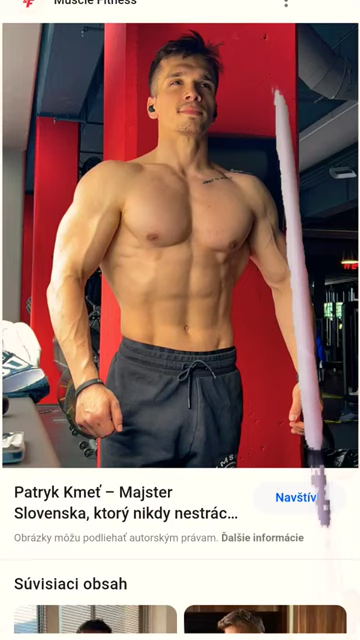 Muscle Fitness
Patryk Kmeť – Majster
Slovenska, ktorý nikdy nestrác...
Navštív
Obrázky môžu podliehať autorským právam. Ďalšie informácie
Súvisiaci obsah